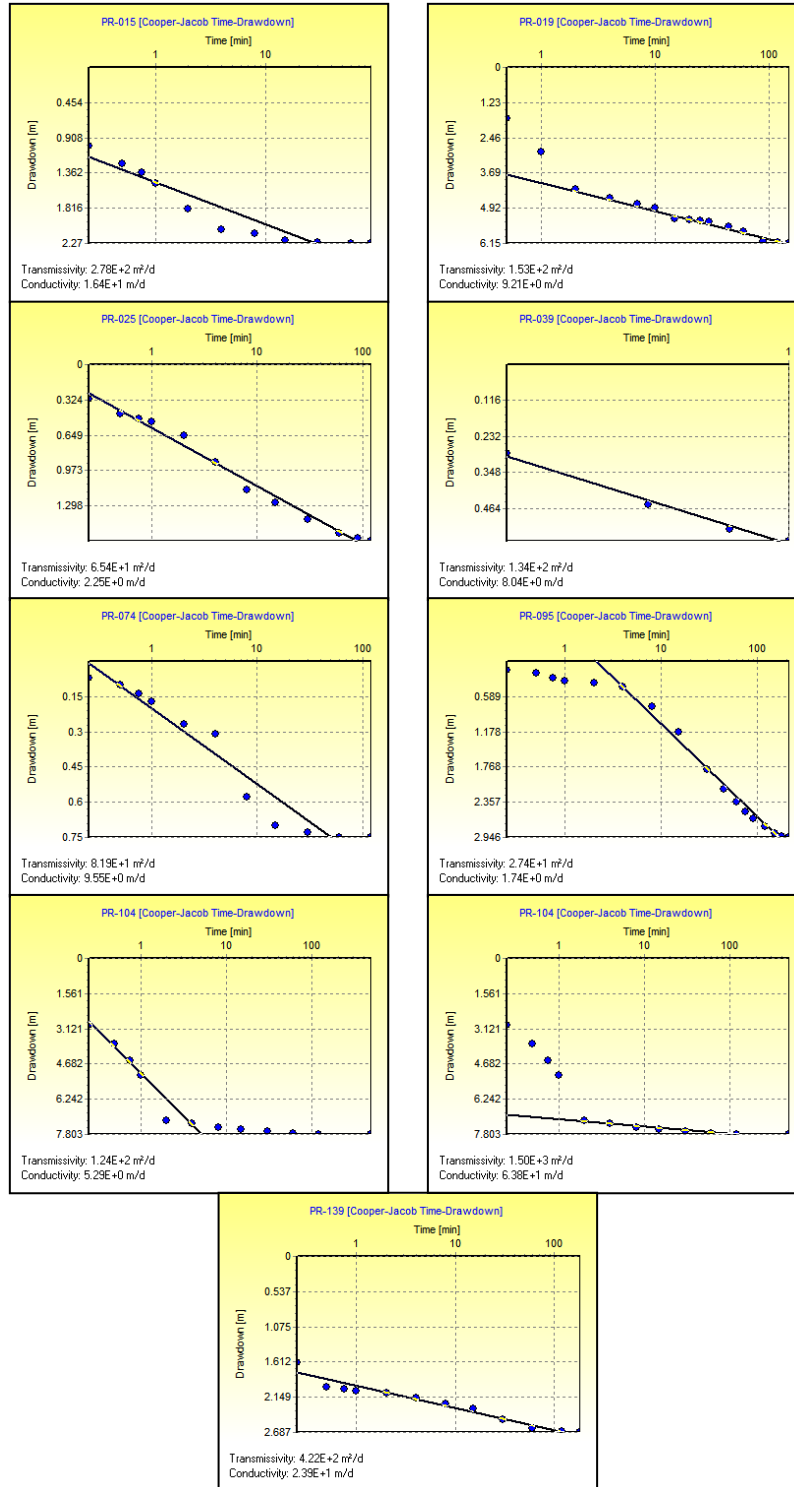 PR-015 [Cooper-Jacob Time-Drawdown]
Time [min]
1 10
Drawdown [m]
0.454
0.908
1.362
1.816
2.27
Transmissivity: 2.78E+2 m²/d
Conductivity: 1.64E+1 m/d
PR-019 [Cooper-Jacob Time-Drawdown]
Time [min]
1 10 100
Drawdown [m]
0
1.23
2.46
3.69
4.92
6.15
Transmissivity: 1.53E+2 m²/d
Conductivity: 9.21E+0 m/d
PR-025 [Cooper-Jacob Time-Drawdown]
Time [min]
1 10 100
Drawdown [m]
0
0.324
0.649
0.973
1.298
Transmissivity: 6.54E+1 m²/d
Conductivity: 2.25E+0 m/d
PR-039 [Cooper-Jacob Time-Drawdown]
Time [min]
1
Drawdown [m]
0.116
0.232
0.348
0.464
Transmissivity: 1.34E+2 m²/d
Conductivity: 8.04E+0 m/d
PR-074 [Cooper-Jacob Time-Drawdown]
Time [min]
1 10 100
Drawdown [m]
0.15
0.3
0.45
0.6
0.75
Transmissivity: 8.19E+1 m²/d
Conductivity: 9.55E+0 m/d
PR-095 [Cooper-Jacob Time-Drawdown]
Time [min]
1 10 100
Drawdown [m]
0.589
1.178
1.768
2.357
2.946
Transmissivity: 2.74E+1 m²/d
Conductivity: 1.74E+0 m/d
PR-104 [Cooper-Jacob Time-Drawdown]
Time [min]
1 10 100
Drawdown [m]
0
1.561
3.121
4.682
6.242
7.803
Transmissivity: 1.24E+2 m²/d
Conductivity: 5.29E+0 m/d
PR-104 [Cooper-Jacob Time-Drawdown]
Time [min]
1 10 100
Drawdown [m]
0
1.561
3.121
4.682
6.242
7.803
Transmissivity: 1.50E+3 m²/d
Conductivity: 6.38E+1 m/d
PR-139 [Cooper-Jacob Time-Drawdown]
Time [min]
1 10 100
Drawdown [m]
0
0.537
1.075
1.612
2.149
2.687
Transmissivity: 4.22E+2 m²/d
Conductivity: 2.39E+1 m/d